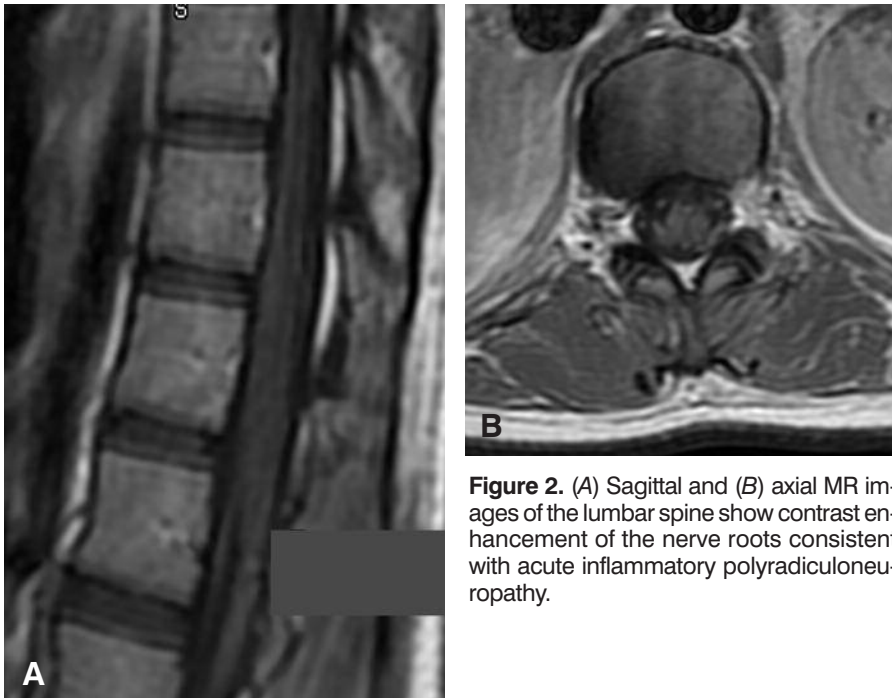 S
A
B
Figure 2. (A) Sagittal and (B) axial MR im-
ages of the lumbar spine show contrast en-
hancement of the nerve roots consistent
with acute inflammatory polyradiculoneu-
ropathy.